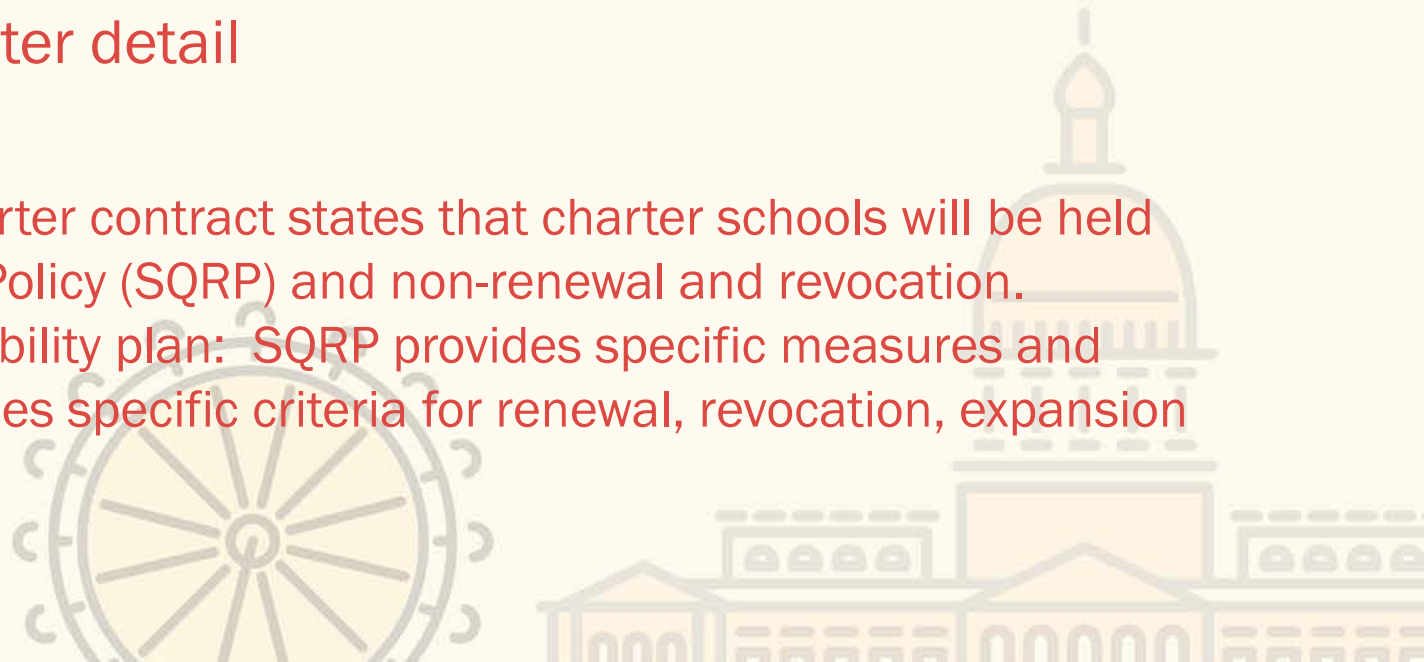 ter detail
rter contract states that charter schools will be held
Policy (SQRP) and non-renewal and revocation.
bility plan:  SQRP provides specific measures and
es specific criteria for renewal, revocation, expansion